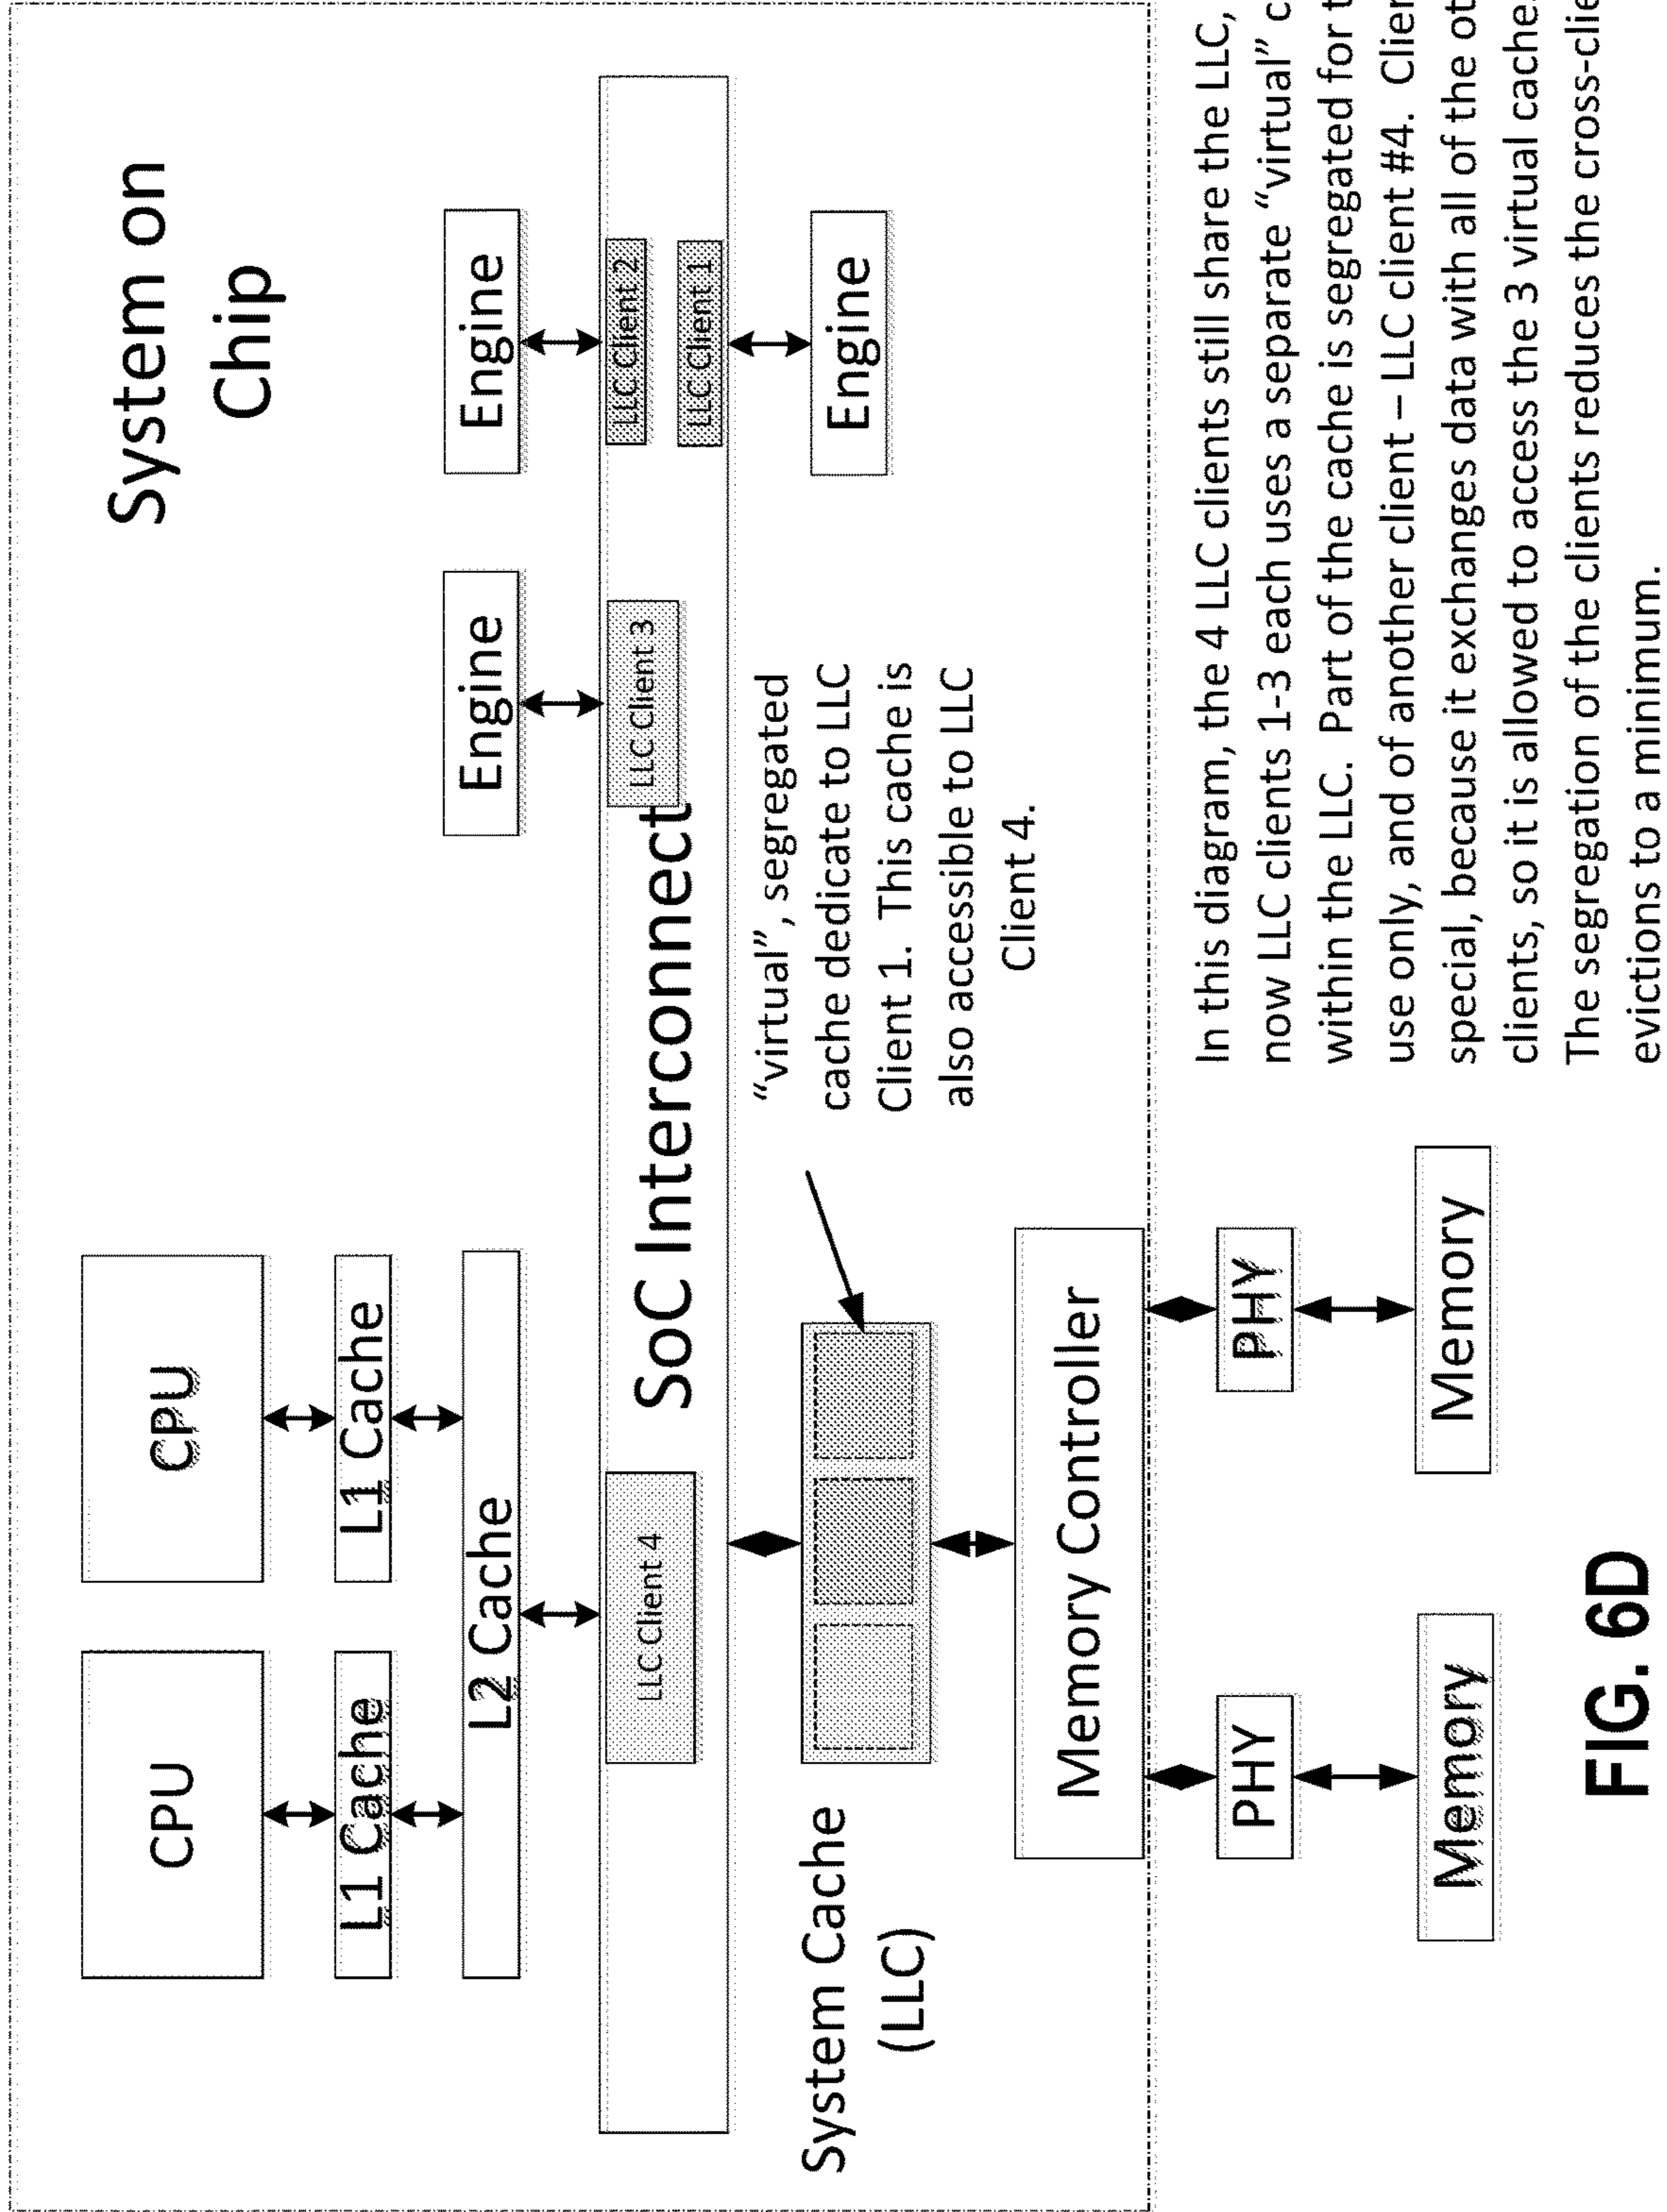 System on
Chip
CPU
CPU
L1 Cache
L1 Cache
L2 Cache
Engine
Engine
LLC Client 4
SoC Interconnect
LLC Client 3
LLC Client 2
LLC Client 1
Engine
System Cache
(LLC)
“virtual”, segregated
cache dedicate to LLC
Client 1. This cache is
also accessible to LLC
Client 4.
Memory Controller
PHY
PHY
Memory
Memory
In this diagram, the 4 LLC clients still share the LLC,
now LLC clients 1-3 each uses a separate “virtual” c
within the LLC. Part of the cache is segregated for t
use only, and of another client – LLC client #4. Clien
special, because it exchanges data with all of the ot
clients, so it is allowed to access the 3 virtual cache.
The segregation of the clients reduces the cross-clie
evictions to a minimum.
FIG. 6D